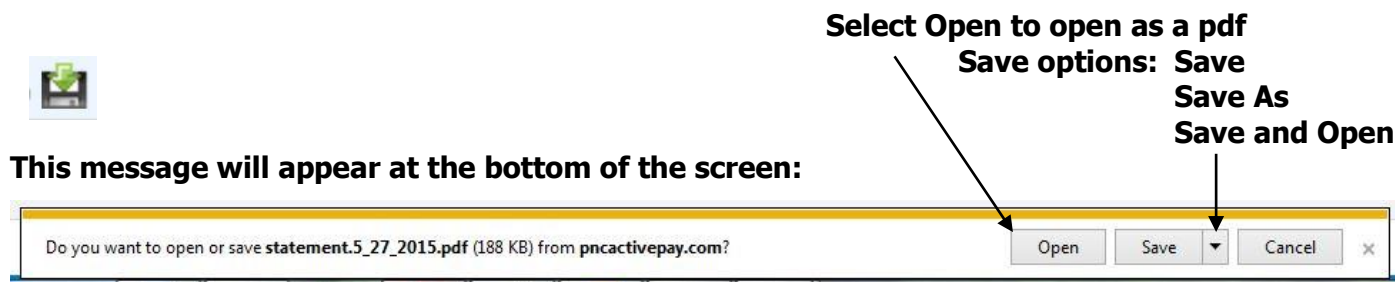 Select Open to open as a pdf
Save options: Save
Save As
Save and Open
This message will appear at the bottom of the screen:
Do you want to open or save statement.5_27_2015.pdf (188 KB) from pncactivepay.com?
Open
Save
Cancel